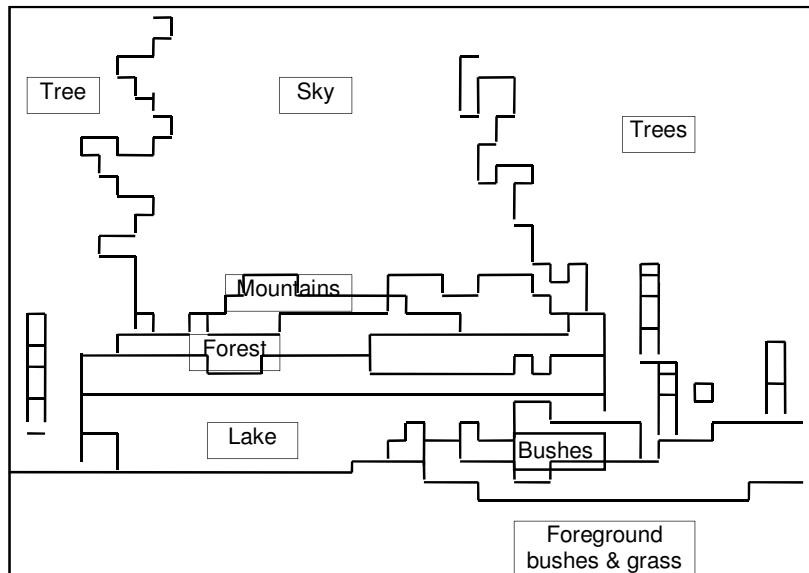 Tree
Sky
Trees
Mountains
Forest
Lake
Bushes
Foreground
bushes & grass